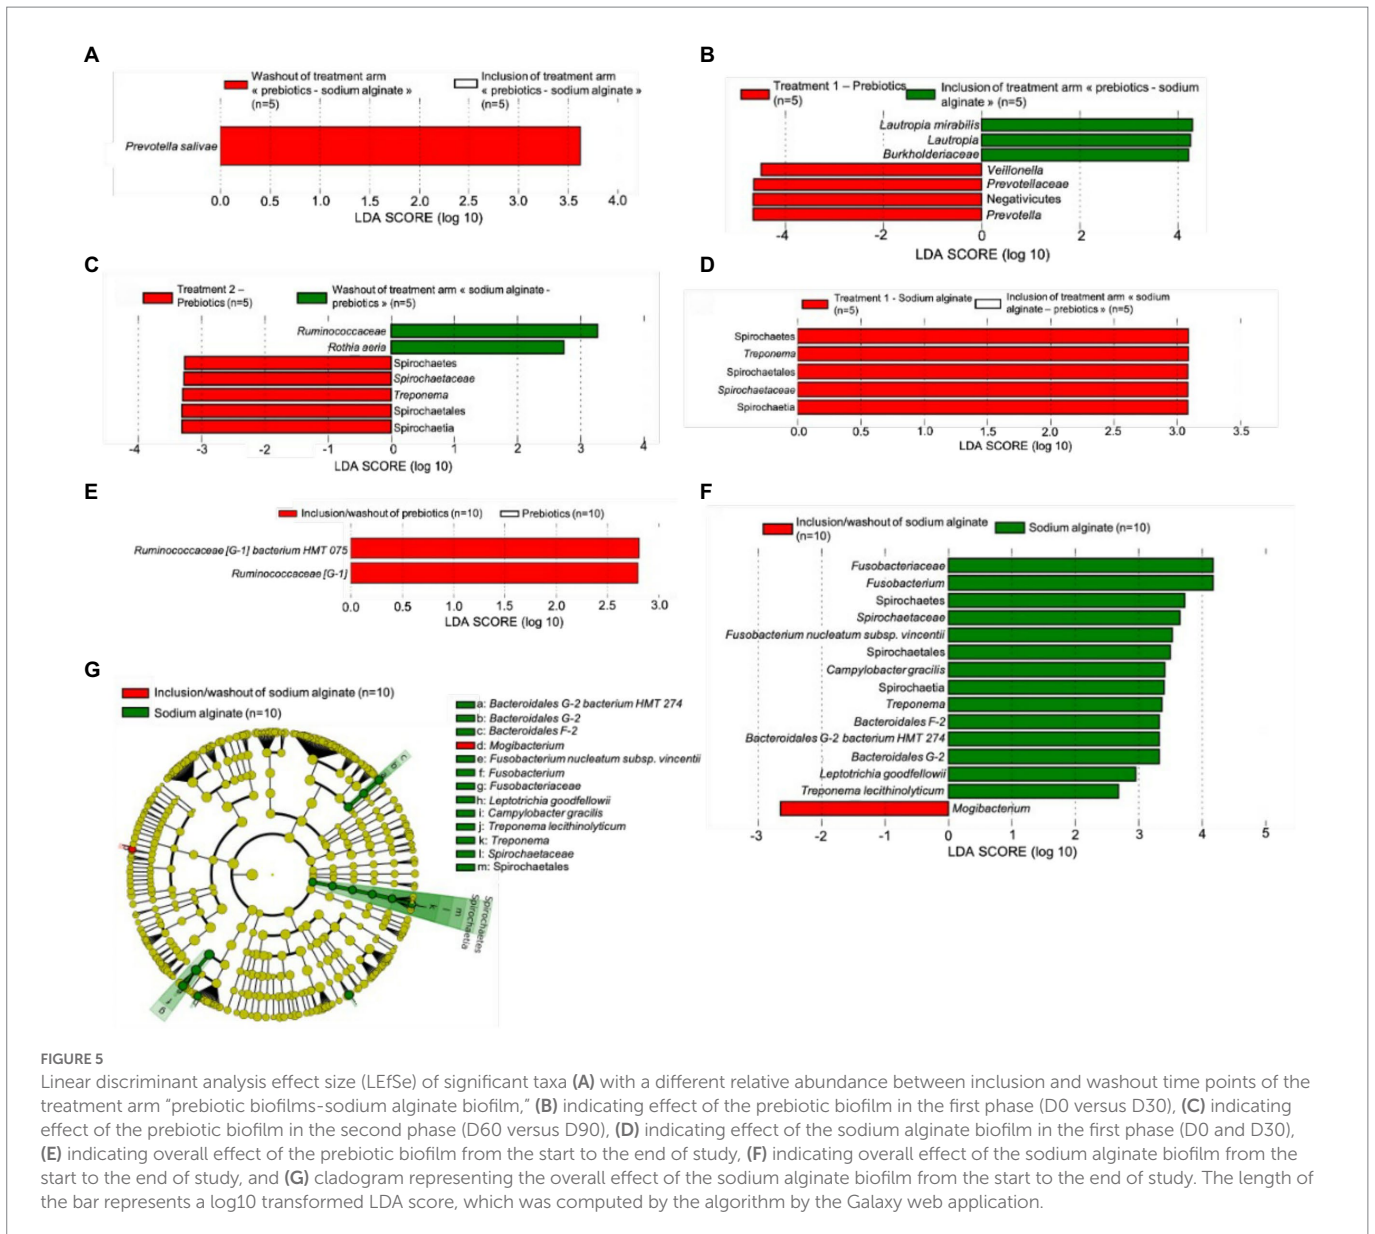 A
Washout of treatment arm
« prebiotics - sodium alginate »
(n=5)
Inclusion of treatment arm
« prebiotics - sodium alginate »
(n=5)
Prevotella salivae
0.0 0.5 1.0 1.5 2.0 2.5 3.0 3.5 4.0
LDA SCORE (log 10)
B
Treatment 1 – Prebiotics
(n=5)
Inclusion of treatment arm « prebiotics - sodium
alginate » (n=5)
Lautropia mirabilis
Lautropia
Burkholderiaceae
Veillonella
Prevotellaceae
Negativicutes
Prevotella
-4 -2 0 2 4
LDA SCORE (log 10)
C
Treatment 2 –
Prebiotics (n=5)
Washout of treatment arm « sodium alginate -
prebiotics » (n=5)
Ruminococcaceae
Rothia aeria
Spirochaetes
Spirochaetaceae
Treponema
Spirochaetales
Spirochaetia
-4 -3 -2 -1 0 1 2 3 4
LDA SCORE (log 10)
D
Treatment 1 - Sodium alginate
(n=5)
Inclusion of treatment arm « sodium
alginate – prebiotics » (n=5)
Spirochaetes
Treponema
Spirochaetales
Spirochaetaceae
Spirochaetia
0.0 0.5 1.0 1.5 2.0 2.5 3.0 3.5
LDA SCORE (log 10)
E
Inclusion/washout of prebiotics (n=10)
Prebiotics (n=10)
Ruminococcaceae [G-1] bacterium HMT 075
Ruminococcaceae [G-1]
0.0 0.5 1.0 1.5 2.0 2.5 3.0
LDA SCORE (log 10)
F
Inclusion/washout of sodium alginate
(n=10)
Sodium alginate (n=10)
Fusobacteriaceae
Fusobacterium
Spirochaetes
Spirochaetaceae
Fusobacterium nucleatum subsp. vincentii
Spirochaetales
Campylobacter gracilis
Spirochaetia
Treponema
Bacteroidales F-2
Bacteroidales G-2 bacterium HMT 274
Bacteroidales G-2
Leptotrichia goodfellowii
Treponema lecithinolyticum
Mogibacterium
-3 -2 -1 0 1 2 3 4 5
LDA SCORE (log 10)
G
Inclusion/washout of sodium alginate (n=10)
Sodium alginate (n=10)
a: Bacteroidales G-2 bacterium HMT 274
b: Bacteroidales G-2
c: Bacteroidales F-2
d: Mogibacterium
e: Fusobacterium nucleatum subsp. vincentii
f: Fusobacterium
g: Fusobacteriaceae
h: Leptotrichia goodfellowii
i: Campylobacter gracilis
j: Treponema lecithinolyticum
k: Treponema
l: Spirochaetaceae
m: Spirochaetales
c
k
l
m
Spirochaetia
Spirochaetes
f
g
FIGURE 5
Linear discriminant analysis effect size (LEfSe) of significant taxa (A) with a different relative abundance between inclusion and washout time points of the
treatment arm "prebiotic biofilms-sodium alginate biofilm," (B) indicating effect of the prebiotic biofilm in the first phase (D0 versus D30), (C) indicating
effect of the prebiotic biofilm in the second phase (D60 versus D90), (D) indicating effect of the sodium alginate biofilm in the first phase (D0 and D30),
(E) indicating overall effect of the prebiotic biofilm from the start to the end of study, (F) indicating overall effect of the sodium alginate biofilm from the
start to the end of study, and (G) cladogram representing the overall effect of the sodium alginate biofilm from the start to the end of study. The length of
the bar represents a log10 transformed LDA score, which was computed by the algorithm by the Galaxy web application.